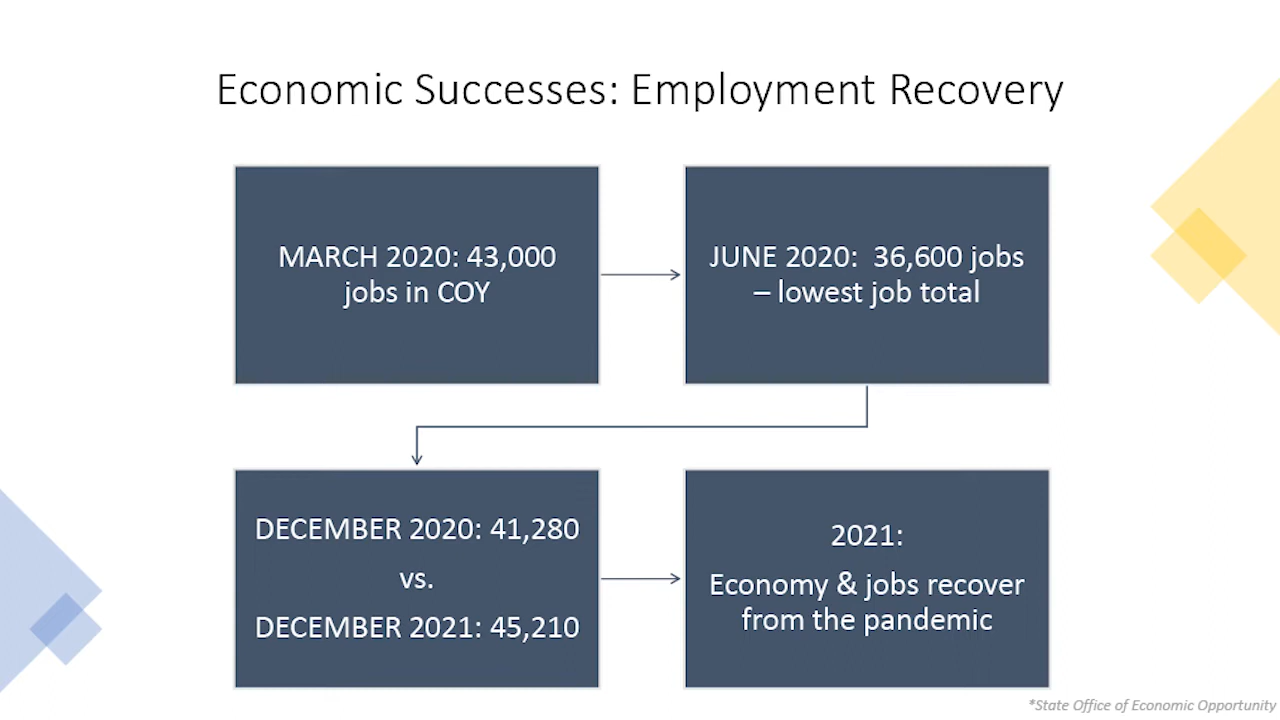 Economic Successes: Employment Recovery
MARCH 2020: 43,000
jobs in COY
JUNE 2020:  36,600 jobs
– lowest job total
DECEMBER 2020: 41,280
vs.
DECEMBER 2021: 45,210
2021:
Economy & jobs recover
from the pandemic
*State Office of Economic Opportunity